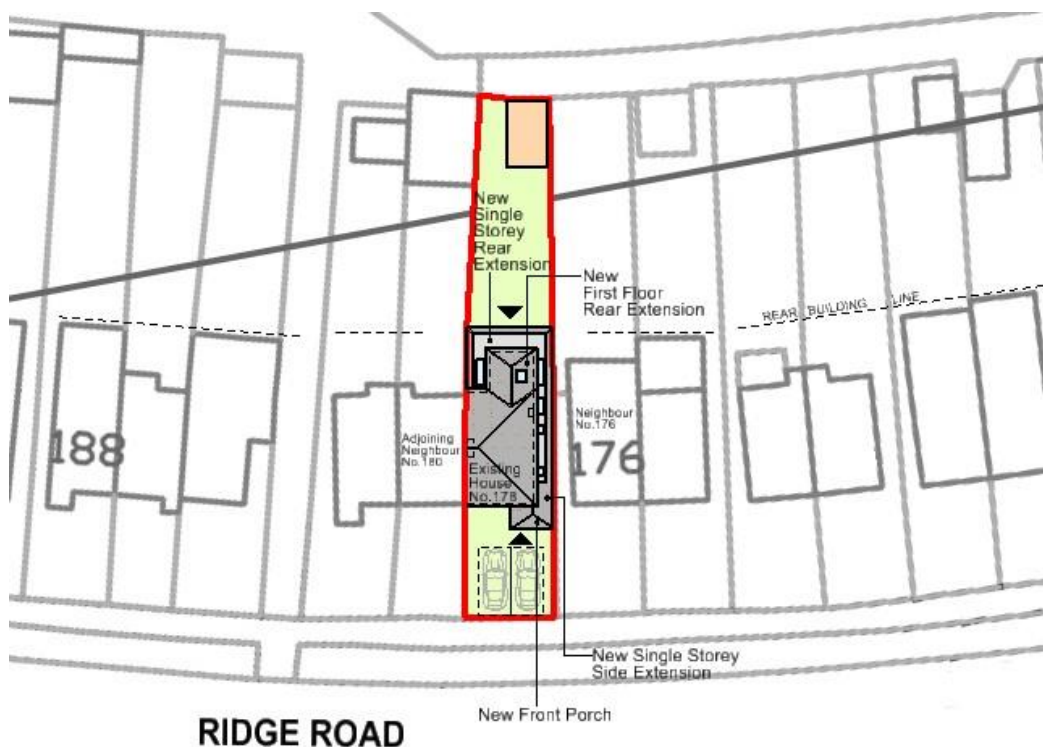 New
Single
Storey
Rear
Extension
New
First Floor
Rear Extension
REAR BUILDING LINE
188
Adjoining
Neighbour
No.180
Existing
House
No.178
Neighbour
No.176
176
New Single Storey
Side Extension
New Front Porch
RIDGE ROAD